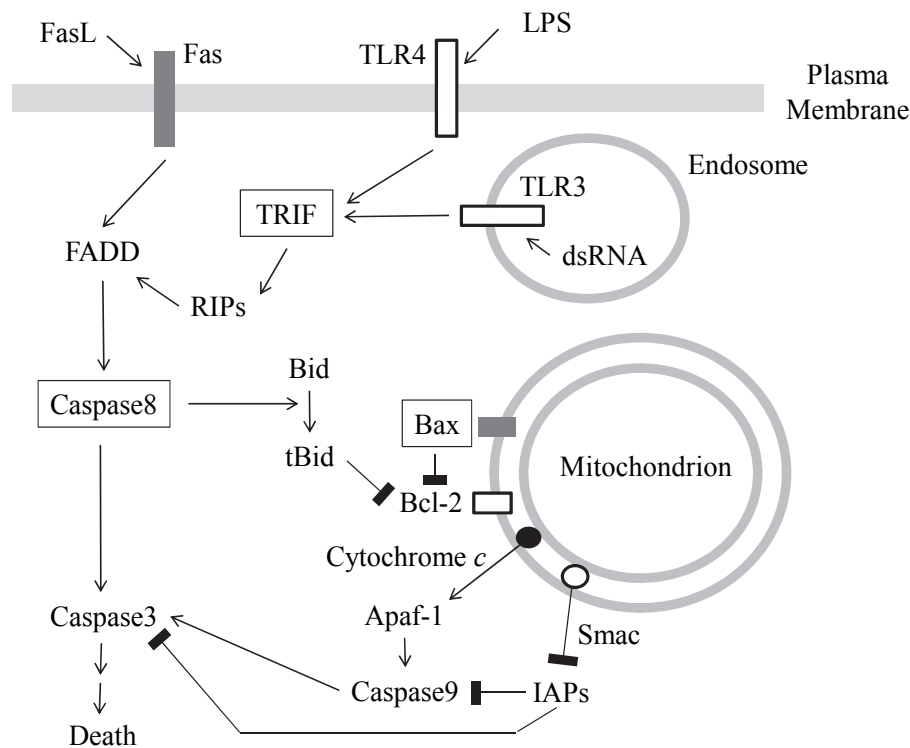 FasL
Fas
TLR4
LPS
Plasma
Membrane
Endosome
TLR3
TRIF
dsRNA
FADD
RIPs
Bid
Caspase8
Bax
tBid
Mitochondrion
Bcl-2
Cytochrome c
Caspase3
Apaf-1
Smac
Caspase9
IAPs
Death